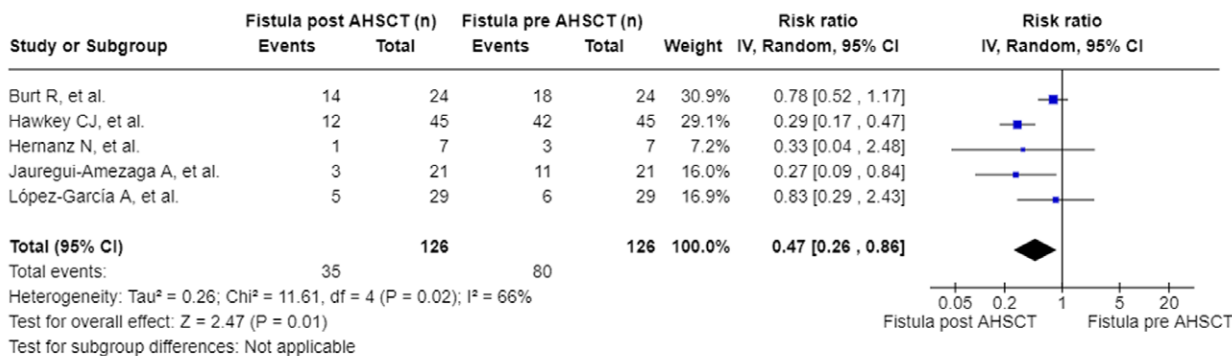 Fistula post AHSCT (n) Fistula pre AHSCT (n) Risk ratio Risk ratio
Study or Subgroup Events Total Events Total Weight IV, Random, 95% CI IV, Random, 95% CI
Burt R, et al. 14 24 18 24 30.9% 0.78 [0.52 , 1.17]
Hawkey CJ, et al. 12 45 42 45 29.1% 0.29 [0.17 , 0.47]
Hernanz N, et al. 1 7 3 7 7.2% 0.33 [0.04 , 2.48]
Jauregui-Amezaga A, et al. 3 21 11 21 16.0% 0.27 [0.09 , 0.84]
López-García A, et al. 5 29 6 29 16.9% 0.83 [0.29 , 2.43]
Total (95% CI) 126 126 100.0% 0.47 [0.26 , 0.86]
Total events: 35 80
Heterogeneity: Tau² = 0.26; Chi² = 11.61, df = 4 (P = 0.02); I² = 66%
0.05 0.2 1 5 20
Test for overall effect: Z = 2.47 (P = 0.01)
Fistula post AHSCT Fistula pre AHSCT
Test for subgroup differences: Not applicable